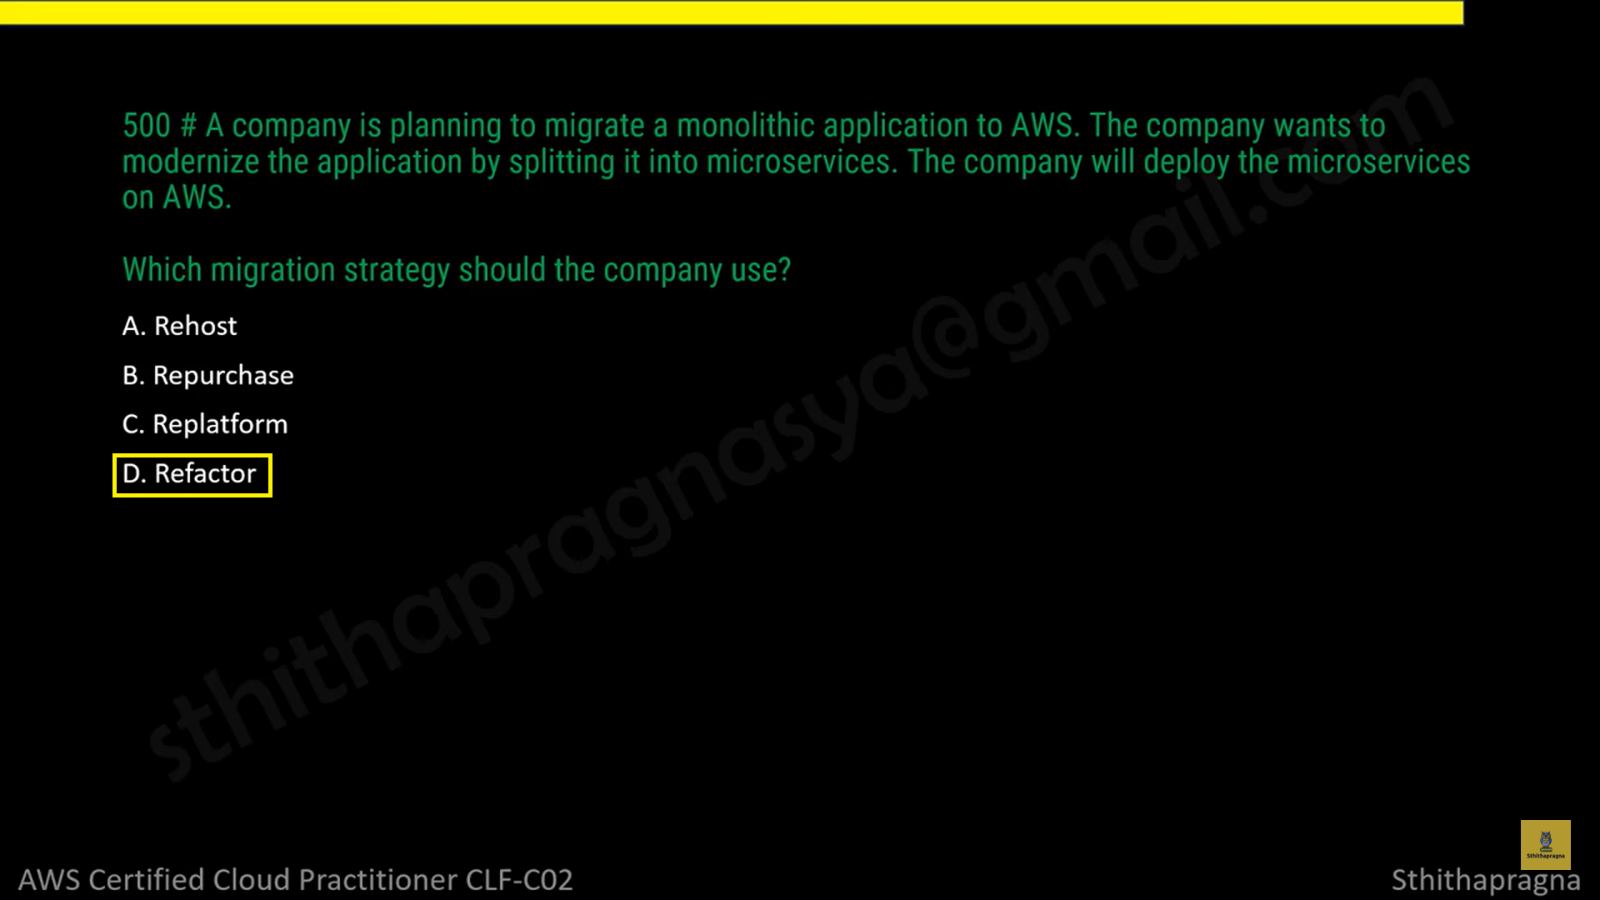 500 # A company is planning to migrate a monolithic application to AWS. The company wants to
modernize the application by splitting it into microservices. The company will deploy the microservices
on AWS.
Which migration strategy should the company use?
A. Rehost
B. Repurchase
C. Replatform
D. Refactor
sthithapragnasya@gmail.com
Sthithapragna
AWS Certified Cloud Practitioner CLF-C02
Sthithapragna